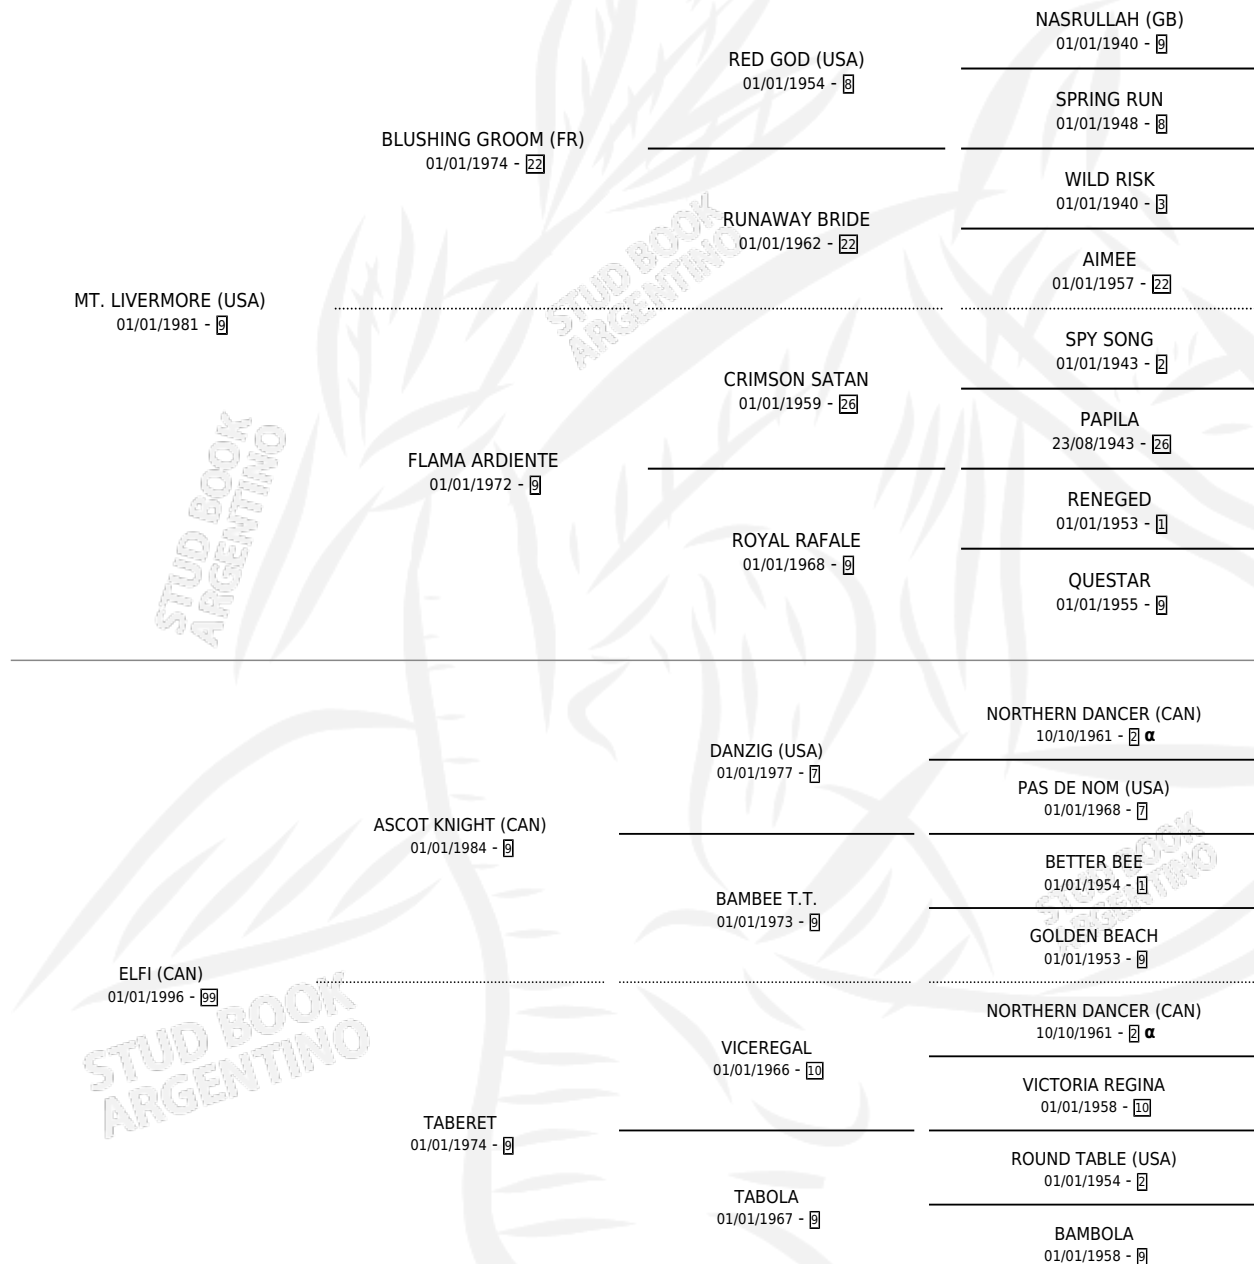 NASRULLAH (GB)
01/01/1940 - 9
RED GOD (USA)
01/01/1954 - 8
SPRING RUN
01/01/1948 - 8
BLUSHING GROOM (FR)
01/01/1974 - 22
WILD RISK
01/01/1940 - 3
RUNAWAY BRIDE
01/01/1962 - 22
AIMEE
01/01/1957 - 22
MT. LIVERMORE (USA)
01/01/1981 - 9
STUD BOOK
ARGENTINO
SPY SONG
01/01/1943 - 2
CRIMSON SATAN
01/01/1959 - 26
PAPILA
23/08/1943 - 26
FLAMA ARDIENTE
01/01/1972 - 9
STUD BOOK
ARGENTINO
RENEGED
01/01/1953 - 1
ROYAL RAFALE
01/01/1968 - 9
QUESTAR
01/01/1955 - 9
NORTHERN DANCER (CAN)
10/10/1961 - 2 α
DANZIG (USA)
01/01/1977 - 7
PAS DE NOM (USA)
01/01/1968 - 7
ASCOT KNIGHT (CAN)
01/01/1984 - 9
BETTER BEE
01/01/1954 - 1
STUD BOOK
ARGENTINO
BAMBEE T.T.
01/01/1973 - 9
GOLDEN BEACH
01/01/1953 - 9
ELFI (CAN)
01/01/1996 - 99
STUD BOOK
ARGENTINO
NORTHERN DANCER (CAN)
10/10/1961 - 2 α
VICEREGAL
01/01/1966 - 10
VICTORIA REGINA
01/01/1958 - 10
TABERET
01/01/1974 - 9
ROUND TABLE (USA)
01/01/1954 - 2
TABOLA
01/01/1967 - 9
BAMBOLA
01/01/1958 - 9